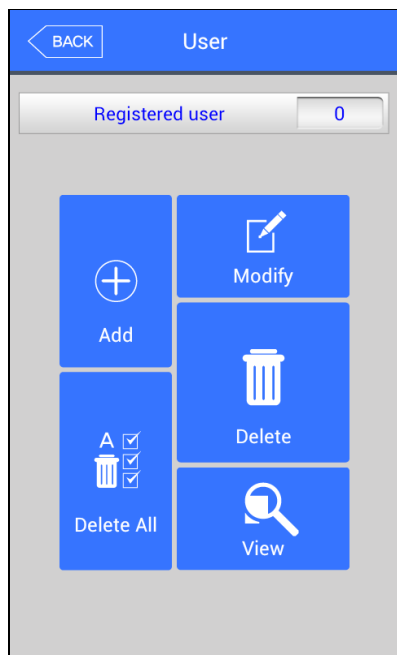 BACK
User
Registered user 0
Modify
Add
Delete
A
Delete All
View